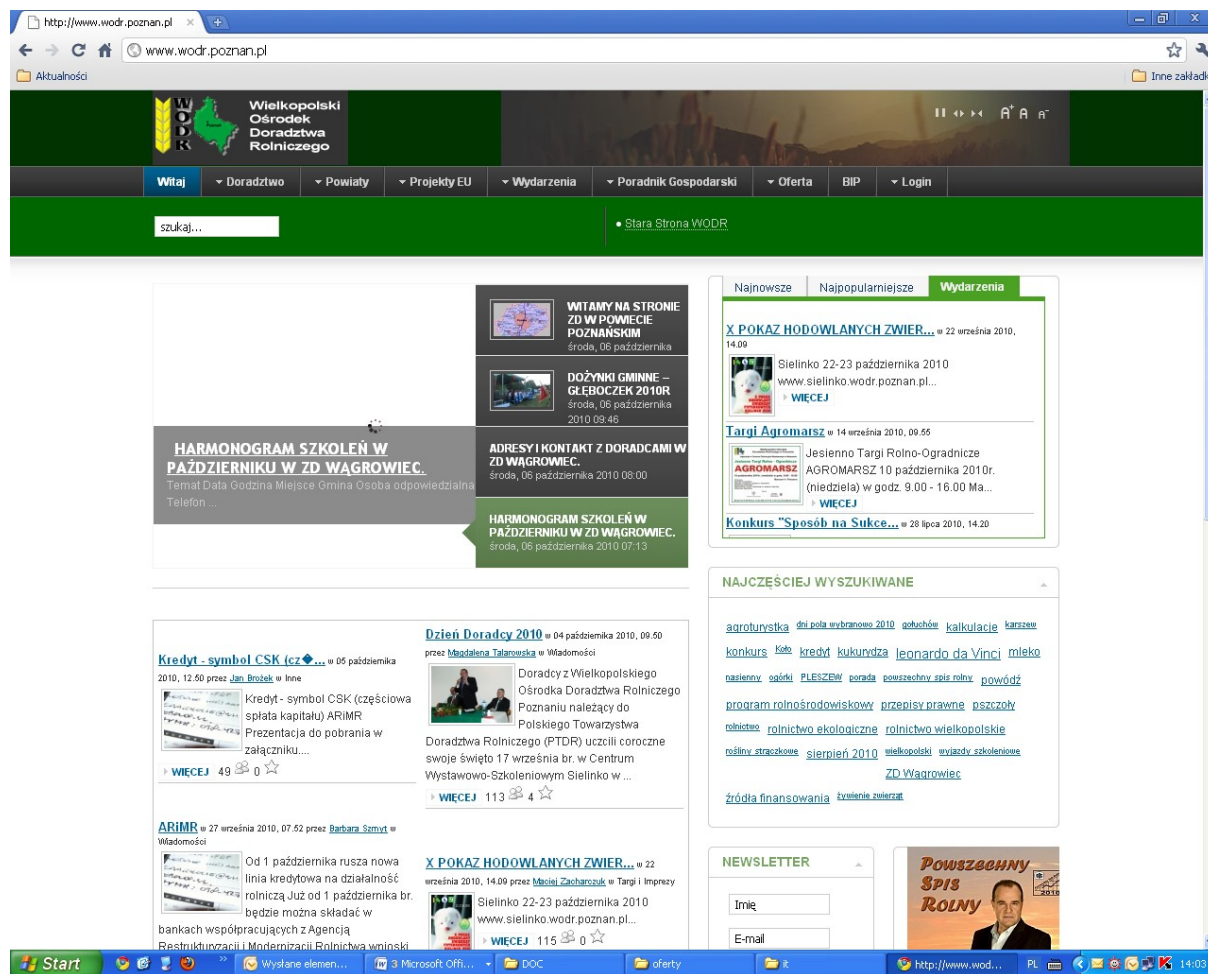 http://www.wodr.poznan.pl
www.wodr.poznan.pl
Aktualności
Inne zakładk
WODR
Wielkopolski
Ośrodek
Doradztwa
Rolniczego
A+ A A-
Witaj
Doradztwo
Powiaty
Projekty EU
Wydarzenia
Poradnik Gospodarski
Oferta
BIP
Login
szukaj...
Stara Strona WODR
HARMONOGRAM SZKOLEŃ W
PAŹDZIERNIKU W ZD WĄGROWIEC.
Temat Data Godzina Miejsce Gmina Osoba odpowiedzialna
Telefon ...
WITAMY NA STRONIE
ZD W POWIECIE
POZNAŃSKIM
środa, 06 października
DOŻYNKI GMINNE –
GŁĘBOCZEK 2010R
środa, 06 października
2010 09:46
ADRESY I KONTAKT Z DORADCAMI W
ZD WĄGROWIEC.
środa, 06 października 2010 08:00
HARMONOGRAM SZKOLEŃ W
PAŹDZIERNIKU W ZD WĄGROWIEC.
środa, 06 października 2010 07:13
Najnowsze
Najpopularniejsze
Wydarzenia
X POKAZ HODOWLANYCH ZWIER... w 22 września 2010,
14.09
Sielinko 22-23 października 2010
www.sielinko.wodr.poznan.pl...
WIĘCEJ
Targi Agromarsz w 14 września 2010, 09.55
AGROMARSZ
Jesienno Targi Rolno-Ogradnicze
AGROMARSZ 10 października 2010r.
(niedziela) w godz. 9.00 - 16.00 Ma...
WIĘCEJ
Konkurs "Sposób na Sukce... w 28 lipca 2010, 14.20
NAJCZĘŚCIEJ WYSZUKIWANE
agroturystka dni pola wybranowo 2010 gołuchów kalkulacje karszew
konkurs Koło kredyt kukurydza leonardo da Vinci mleko
nasienny ogórki PLESZEW porada powszechny spis rolny powódź
program rolnośrodowiskowy przepisy prawne pszczoły
rolnictwo rolnictwo ekologiczne rolnictwo wielkopolskie
rośliny strączkowe sierpień 2010 wielkopolski wyjazdy szkoleniowe
ZD Wągrowiec
źródła finansowania żywienie zwierząt
Kredyt - symbol CSK (cz�... w 05 października
2010, 12.50 przez Jan Brożek w Inne
Kredyt - symbol CSK (częściowa
spłata kapitału) ARiMR
Prezentacja do pobrania w
załączniku....
WIĘCEJ 49 0
ARiMR w 27 września 2010, 07.52 przez Barbara Szmyt w
Wiadomości
Od 1 października rusza nowa
linia kredytowa na działalność
rolniczą Już od 1 października br.
będzie można składać w
bankach współpracujących z Agencją
Restrukturyzacji i Modernizacji Rolnictwa wnioski
Dzień Doradcy 2010 w 04 października 2010, 09.50
przez Magdalena Talarowska w Wiadomości
Doradcy z Wielkopolskiego
Ośrodka Doradztwa Rolniczego
Poznaniu należący do
Polskiego Towarzystwa
Doradztwa Rolniczego (PTDR) uczcili coroczne
swoje święto 17 września br. w Centrum
Wystawowo-Szkoleniowym Sielinko w ...
WIĘCEJ 113 4
X POKAZ HODOWLANYCH ZWIER... w 22
września 2010, 14.09 przez Maciej Zacharczuk w Targi i Imprezy
Sielinko 22-23 października 2010
www.sielinko.wodr.poznan.pl...
WIĘCEJ 115 0
NEWSLETTER
Imię
E-mail
Powszechny
Spis
Rolny
2010
Start
Wysłane elemen...
3 Microsoft Offi...
DOC
oferty
it
http://www.wod...
PL
14:03